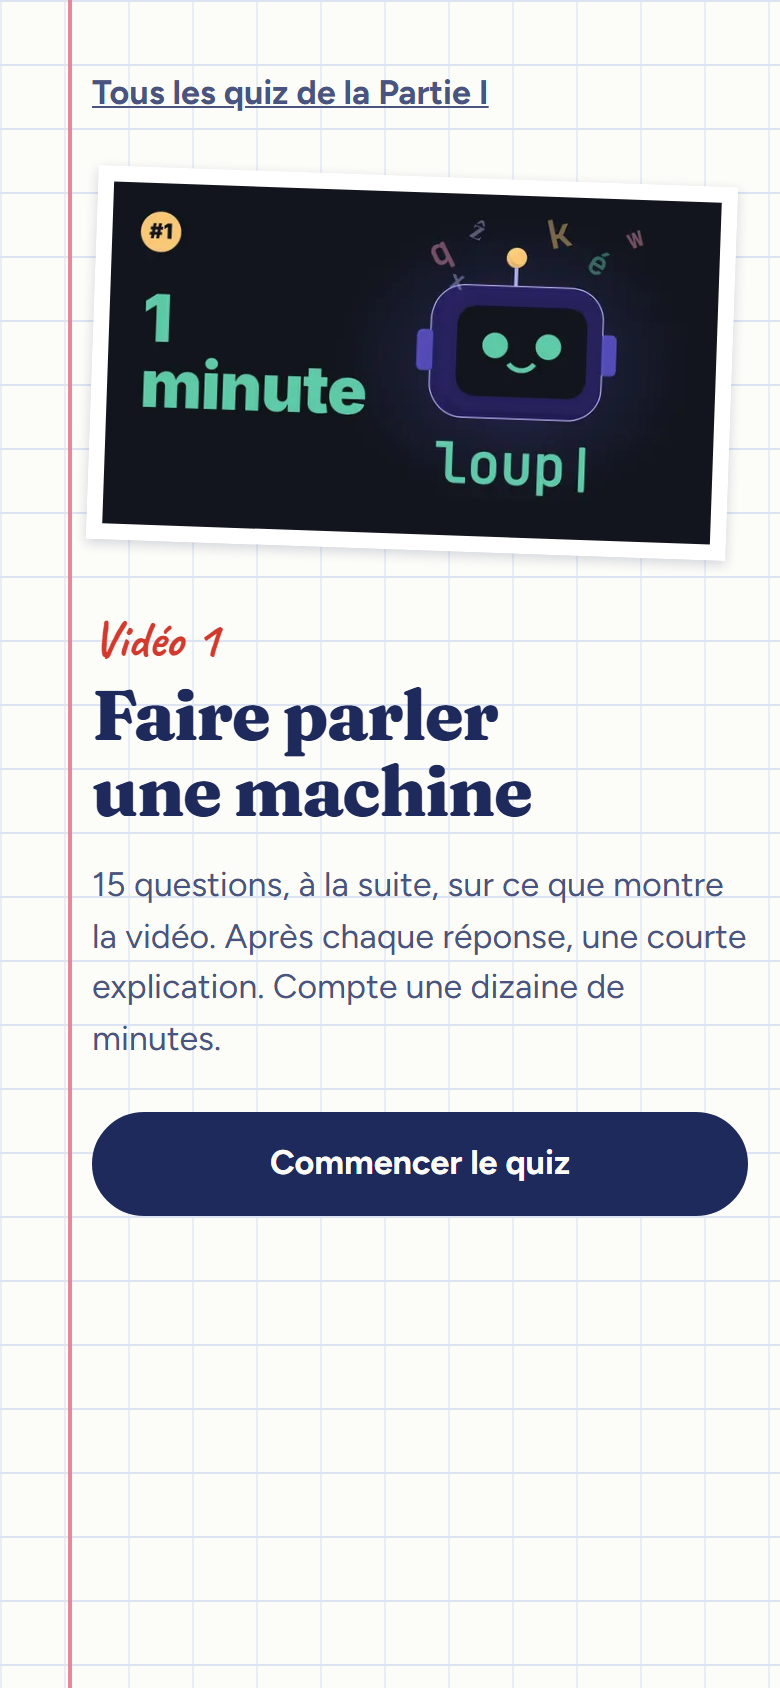 Tous les quiz de la Partie I
#1
q
k
é
w
x
1
minute
loup|
Vidéo 1
Faire parler
une machine
15 questions, à la suite, sur ce que montre
la vidéo. Après chaque réponse, une courte
explication. Compte une dizaine de
minutes.
Commencer le quiz